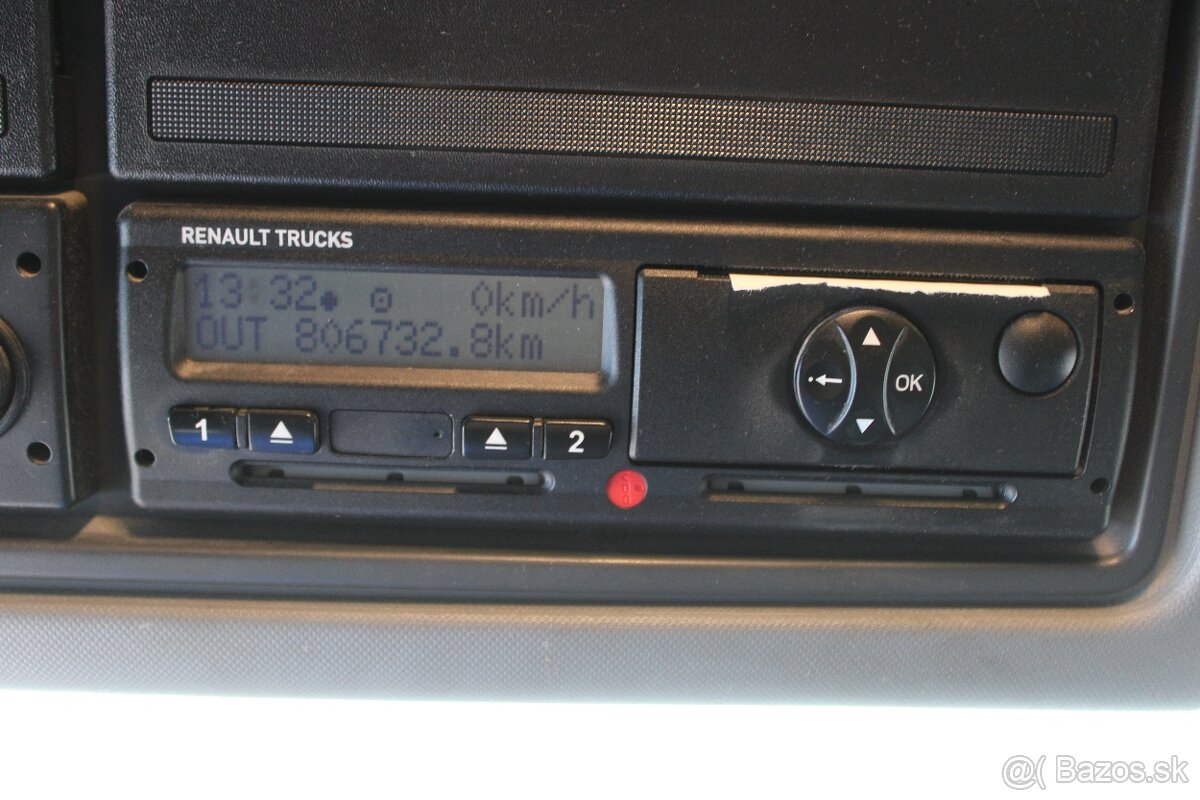 RENAULT TRUCKS
13:32 0km/h
OUT 806732.8km
1
2
OK
@( Bazos.sk